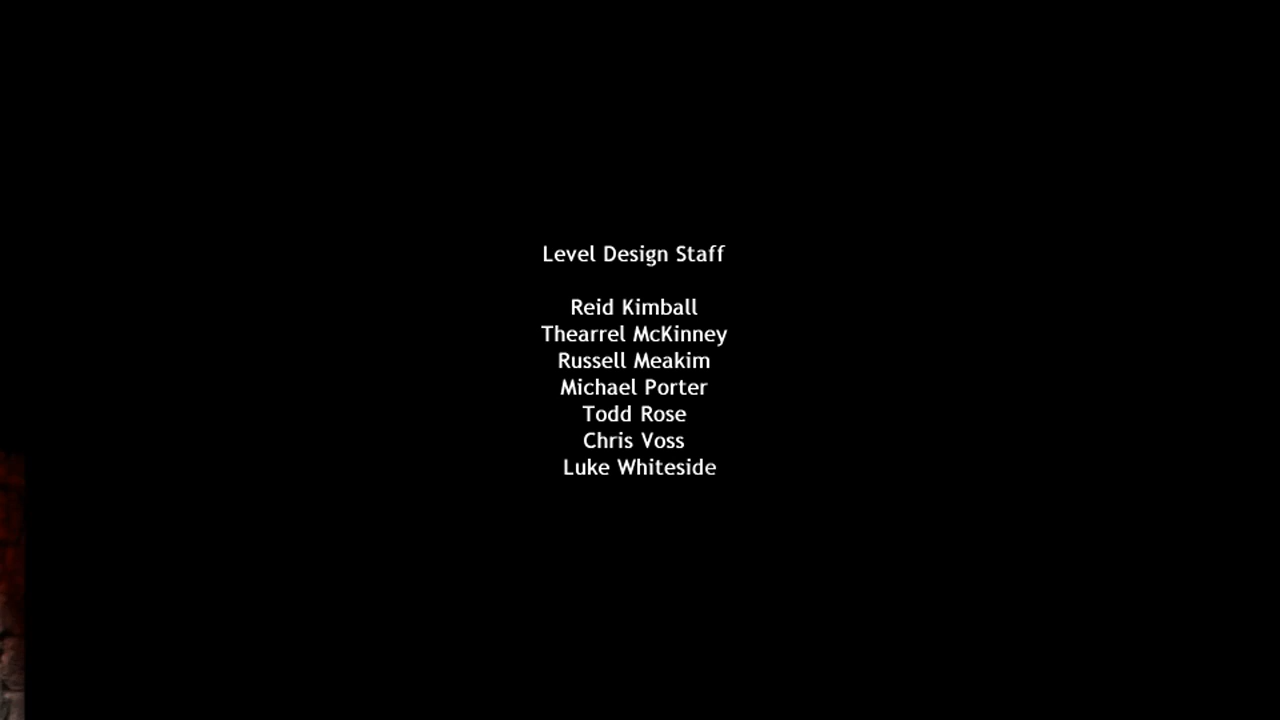 Level Design Staff
Reid Kimball
Thearrel McKinney
Russell Meakim
Michael Porter
Todd Rose
Chris Voss
Luke Whiteside